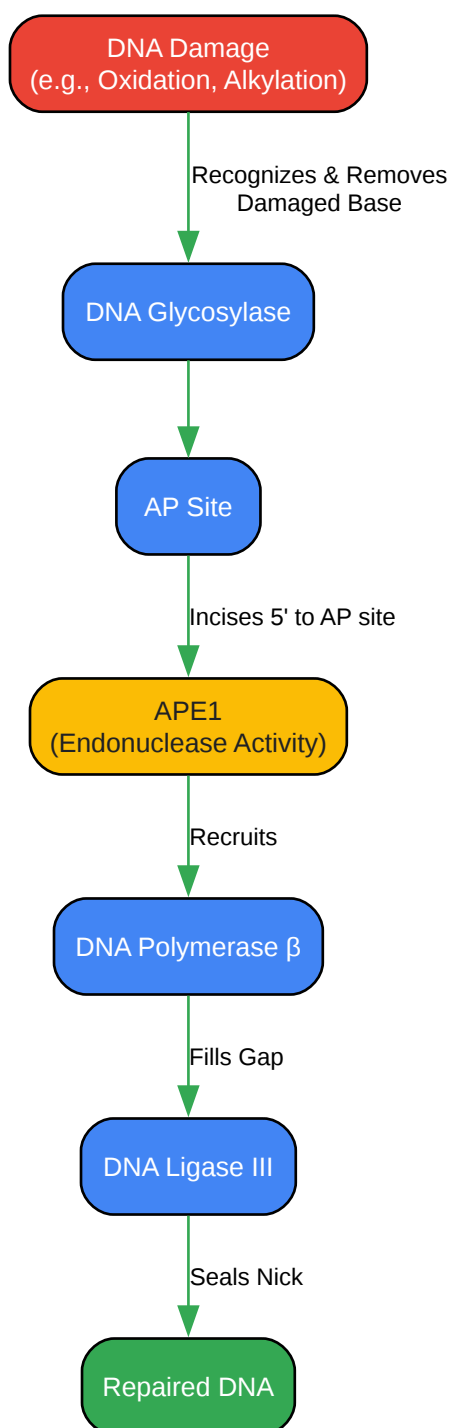 DNA Damage
(e.g., Oxidation, Alkylation)
Recognizes & Removes
Damaged Base
DNA Glycosylase
AP Site
Incises 5' to AP site
APE1
(Endonuclease Activity)
Recruits
DNA Polymerase β
Fills Gap
DNA Ligase III
Seals Nick
Repaired DNA